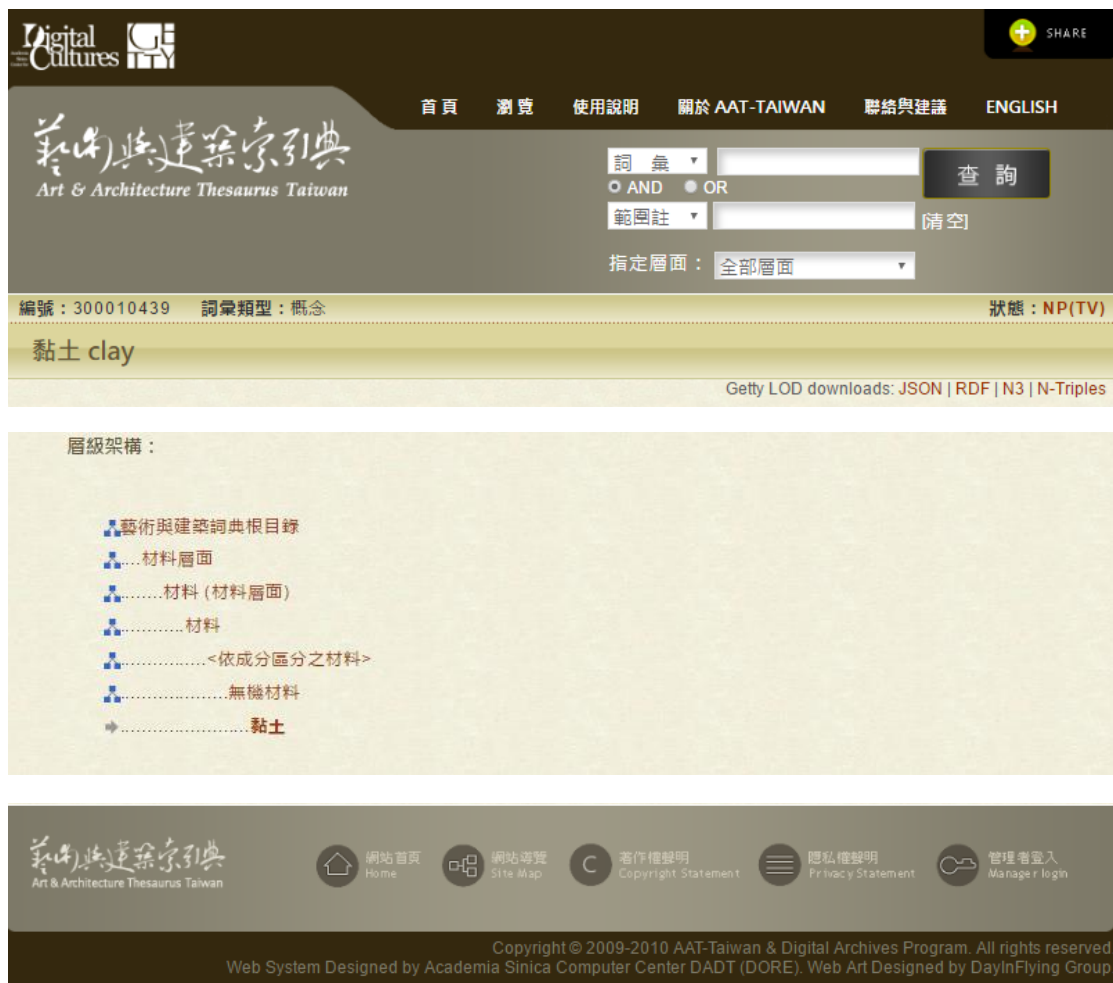 Digital Cultures GETTY
SHARE
首頁 瀏覽 使用說明 關於 AAT-TAIWAN 聯絡與建議 ENGLISH
藝術與建築索引典
Art & Architecture Thesaurus Taiwan
詞 彙
查 詢
AND OR
範圍註 [清空]
指定層面： 全部層面
編號：300010439 詞彙類型：概念 狀態：NP(TV)
黏土 clay
Getty LOD downloads: JSON | RDF | N3 | N-Triples
層級架構：
藝術與建築詞典根目錄
....材料層面
........材料 (材料層面)
............材料
................<依成分區分之材料>
....................無機材料
........................黏土
藝術與建築索引典
Art & Architecture Thesaurus Taiwan
網站首頁 Home
網站導覽 Site Map
C 著作權聲明 Copyright Statement
隱私權聲明 Privacy Statement
管理者登入 Manager login
Copyright © 2009-2010 AAT-Taiwan & Digital Archives Program. All rights reserved
Web System Designed by Academia Sinica Computer Center DADT (DORE). Web Art Designed by DayInFlying Group.